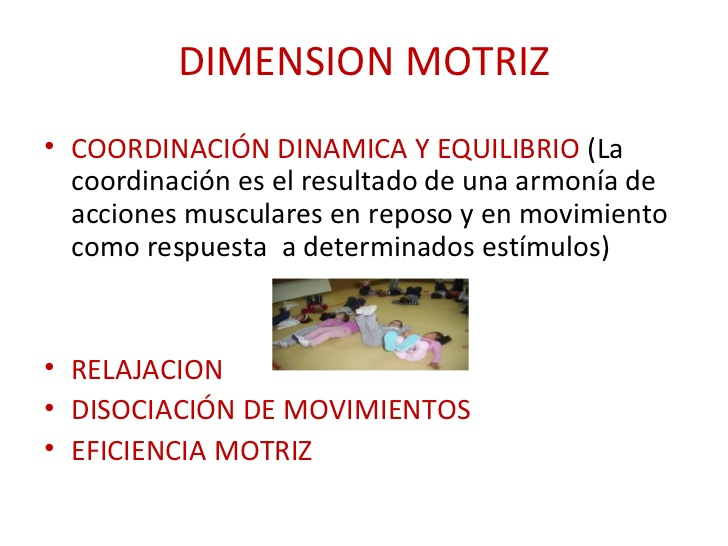 DIMENSION MOTRIZ
• COORDINACIÓN DINAMICA Y EQUILIBRIO (La
coordinación es el resultado de una armonía de
acciones musculares en reposo y en movimiento
como respuesta  a determinados estímulos)
• RELAJACION
• DISOCIACIÓN DE MOVIMIENTOS
• EFICIENCIA MOTRIZ